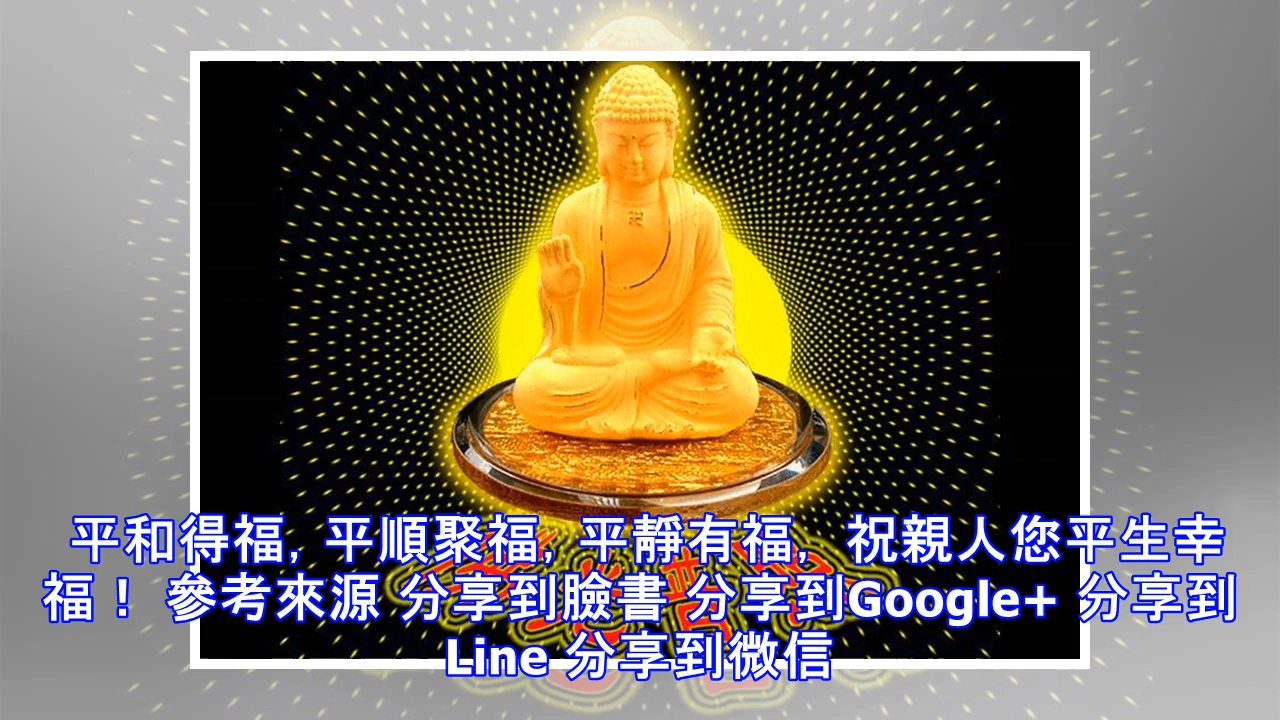 卍
平和得福, 平順聚福, 平靜有福, 祝親人您平生幸
福！ 參考來源 分享到臉書 分享到Google+ 分享到
Line 分享到微信